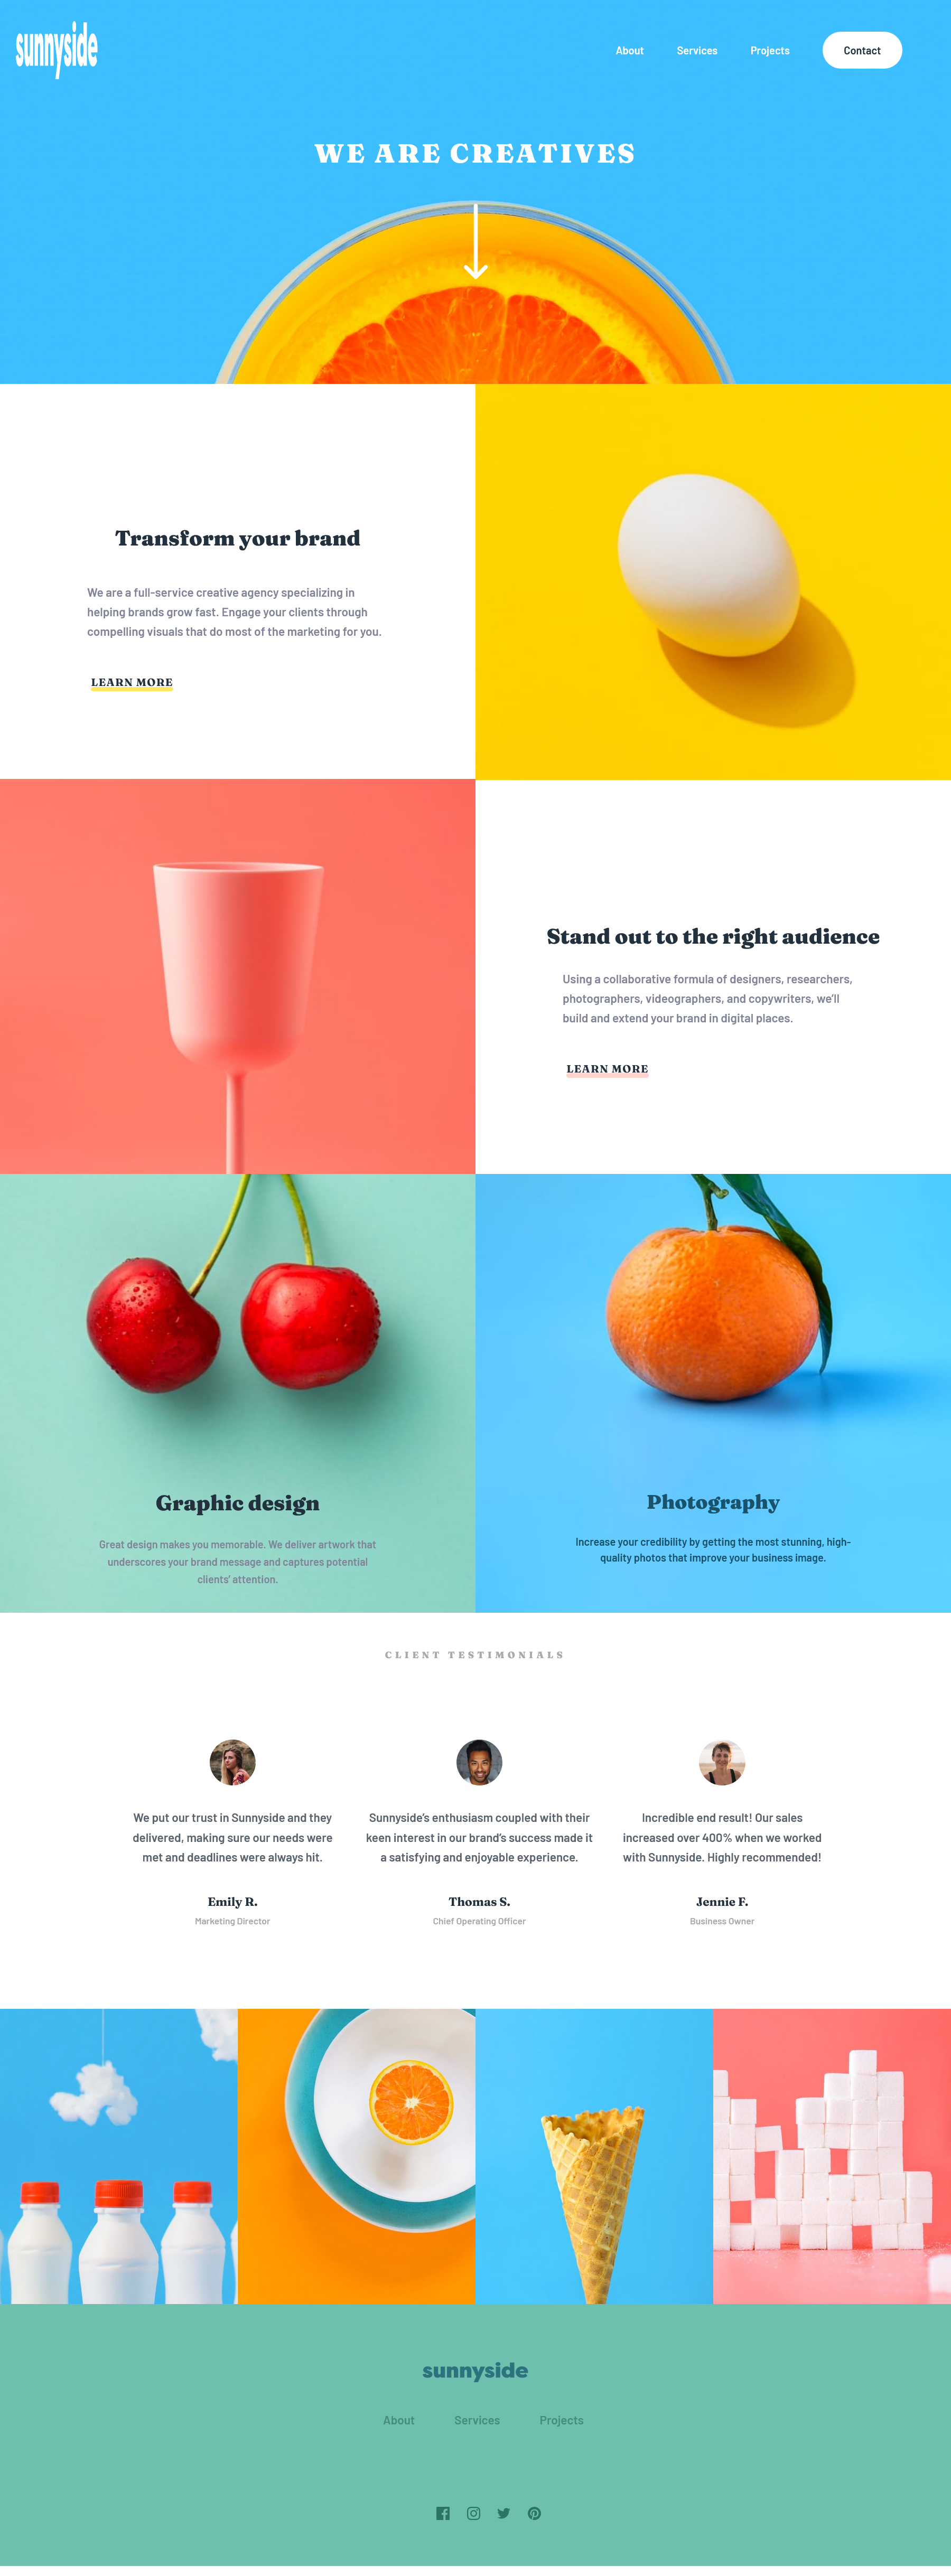 sunnyside
About Services Projects Contact
WE ARE CREATIVES
Transform your brand
We are a full-service creative agency specializing in
helping brands grow fast. Engage your clients through
compelling visuals that do most of the marketing for you.
LEARN MORE
Stand out to the right audience
Using a collaborative formula of designers, researchers,
photographers, videographers, and copywriters, we'll
build and extend your brand in digital places.
LEARN MORE
Graphic design
Great design makes you memorable. We deliver artwork that
underscores your brand message and captures potential
clients' attention.
Photography
Increase your credibility by getting the most stunning, high-
quality photos that improve your business image.
CLIENT TESTIMONIALS
We put our trust in Sunnyside and they
delivered, making sure our needs were
met and deadlines were always hit.
Emily R.
Marketing Director
Sunnyside's enthusiasm coupled with their
keen interest in our brand's success made it
a satisfying and enjoyable experience.
Thomas S.
Chief Operating Officer
Incredible end result! Our sales
increased over 400% when we worked
with Sunnyside. Highly recommended!
Jennie F.
Business Owner
sunnyside
About Services Projects